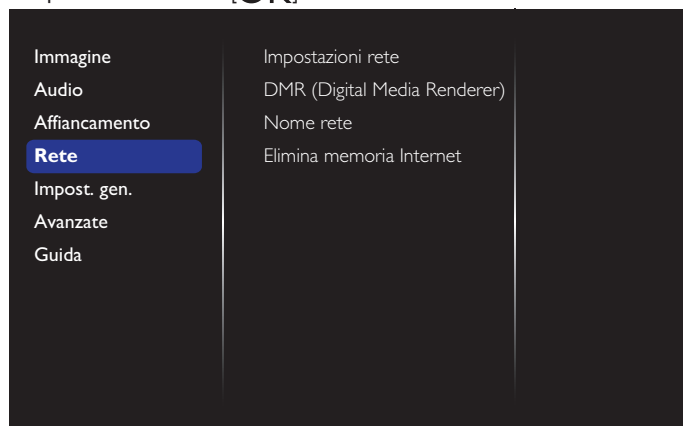 [OK]
Immagine
Audio
Affiancamento
Rete
Impost. gen.
Avanzate
Guida
Impostazioni rete
DMR (Digital Media Renderer)
Nome rete
Elimina memoria Internet